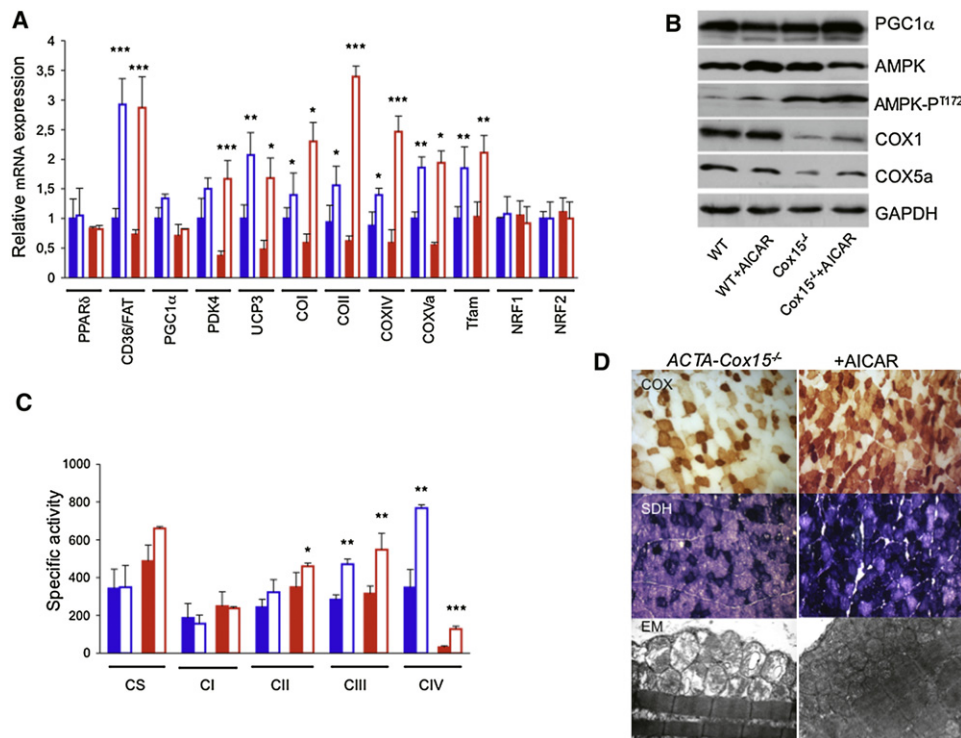 A
Relative mRNA expression
4
3,5
3
2,5
2
1,5
1
0,5
0
*** *** *** ** * * * * *** * *** ** * ** **
PPARδ CD36/FAT PGC1α PDK4 UCP3 COI COII COXIV COXVa Tfam NRF1 NRF2
B
PGC1α
AMPK
AMPK-Pᵀ¹⁷²
COX1
COX5a
GAPDH
WT WT+AICAR Cox15⁻/⁻ Cox15⁻/⁻+AICAR
C
Specific activity
1000
800
600
400
200
0
* ** ** ** ***
CS CI CII CIII CIV
D
ACTA-Cox15⁻/⁻ +AICAR
COX
SDH
EM